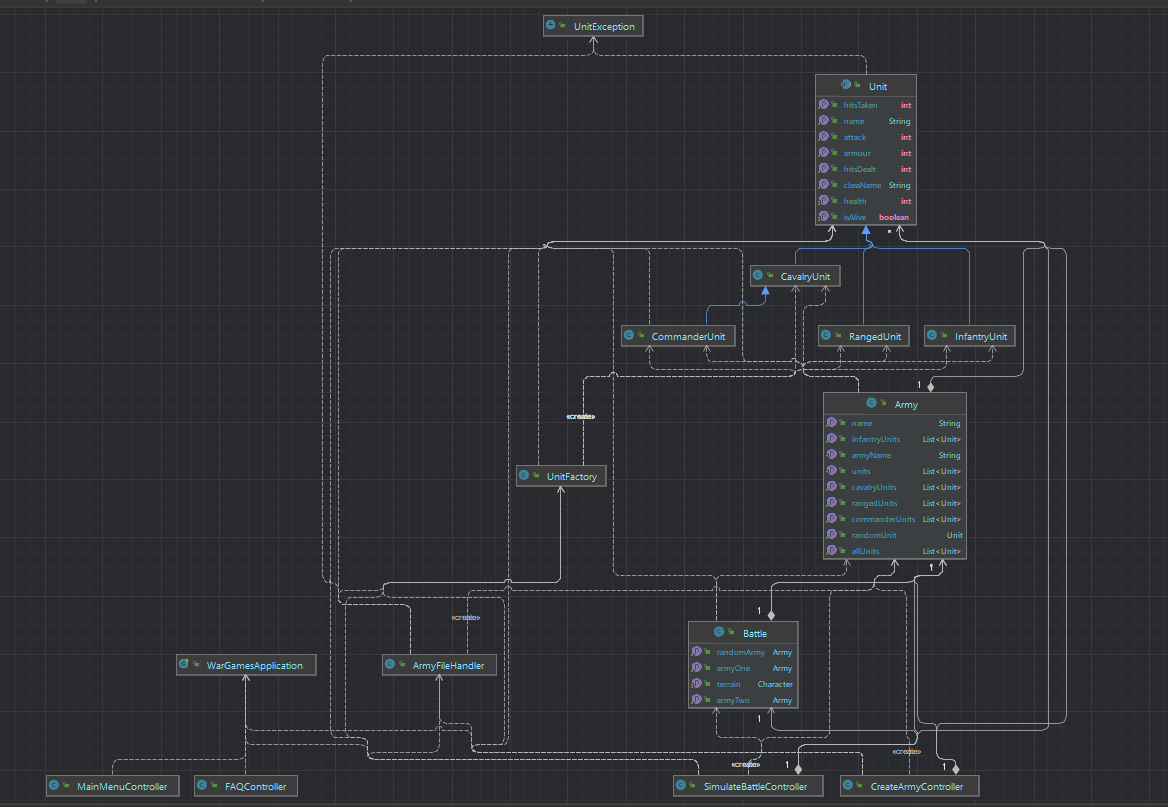 UnitException
Unit
hitsTaken int
name String
attack int
armour int
hitsDealt int
className String
health int
isAlive boolean
*
CavalryUnit
CommanderUnit
RangedUnit
InfantryUnit
1
Army
name String
infantryUnits List<Unit>
armyName String
units List<Unit>
cavalryUnits List<Unit>
rangedUnits List<Unit>
commanderUnits List<Unit>
randomUnit Unit
allUnits List<Unit>
«create»
UnitFactory
1
1
«create»
Battle
randomArmy Army
armyOne Army
terrain Character
armyTwo Army
WarGamesApplication
ArmyFileHandler
1
«create»
«create»
1
1
MainMenuController
FAQController
SimulateBattleController
CreateArmyController